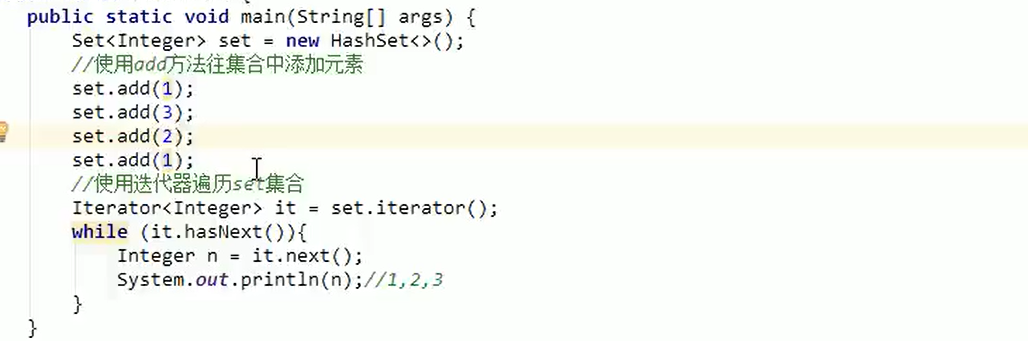 public static void main(String[] args) {
Set<Integer> set = new HashSet<>();
//使用add方法往集合中添加元素
set.add(1);
set.add(3);
set.add(2);
set.add(1);
//使用迭代器遍历set集合
Iterator<Integer> it = set.iterator();
while (it.hasNext()){
Integer n = it.next();
System.out.println(n);//1,2,3
}
}